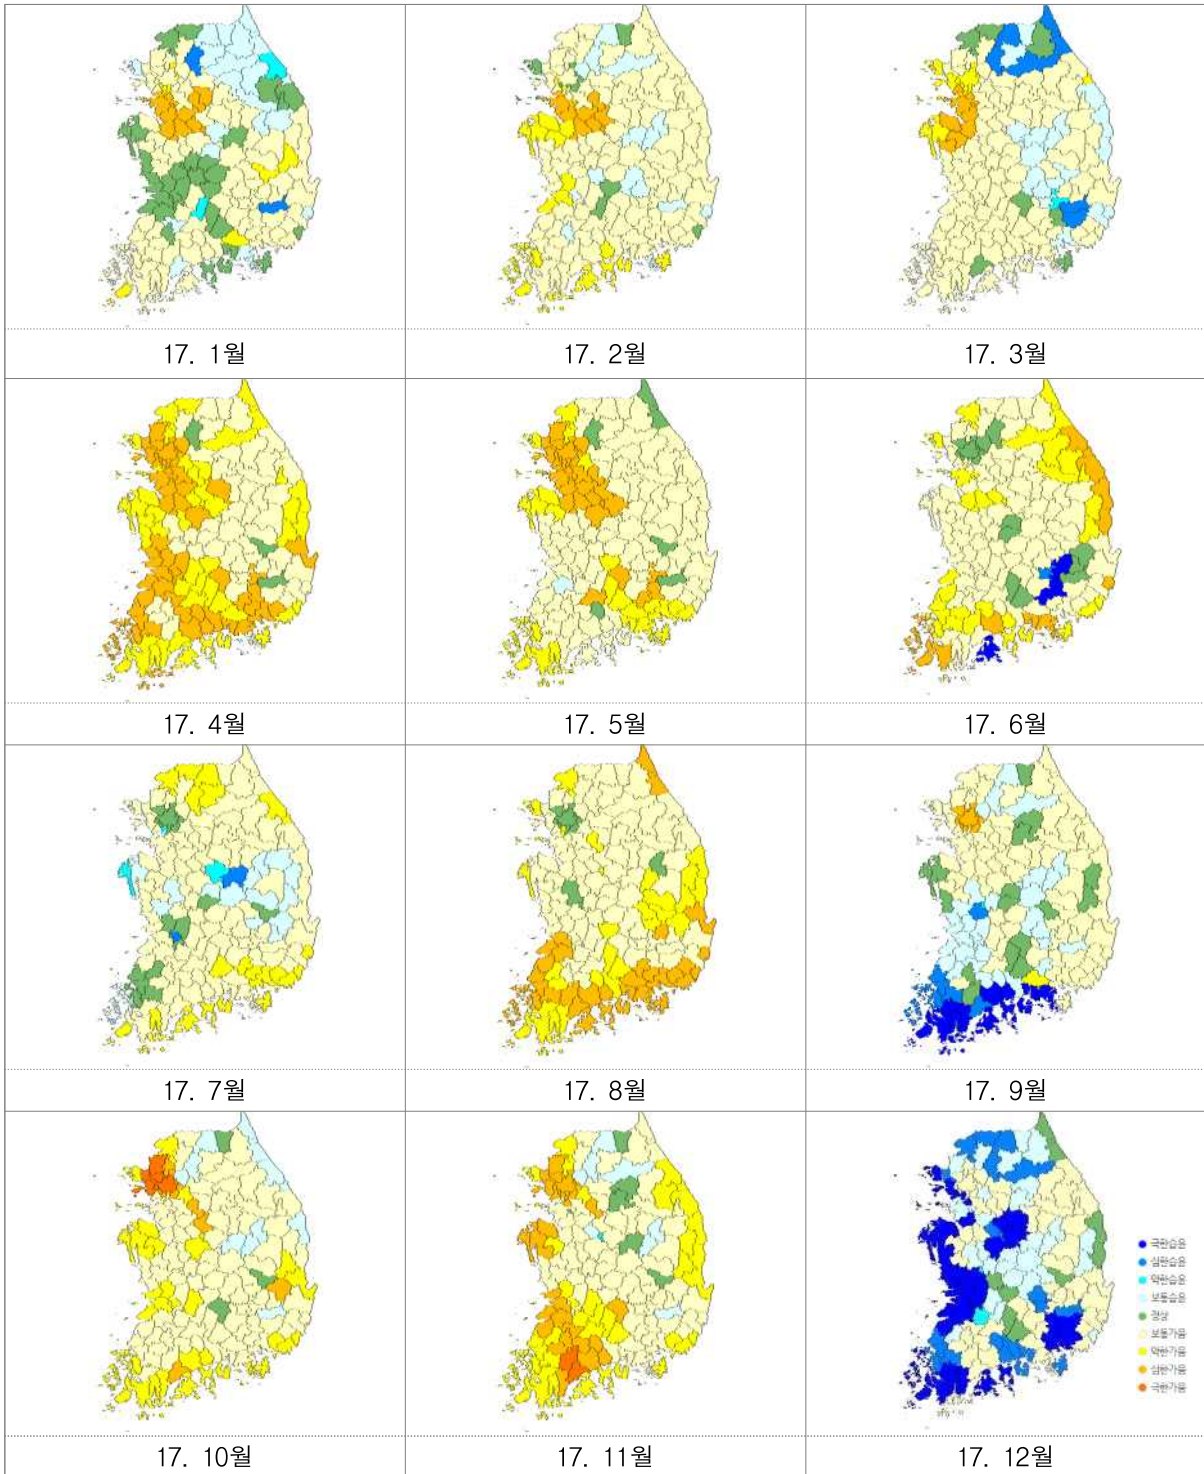 17. 1월
17. 2월
17. 3월
17. 4월
17. 5월
17. 6월
17. 7월
17. 8월
17. 9월
극한습윤
심한습윤
약한습윤
보통습윤
정상
보통가뭄
약한가뭄
심한가뭄
극한가뭄
17. 10월
17. 11월
17. 12월